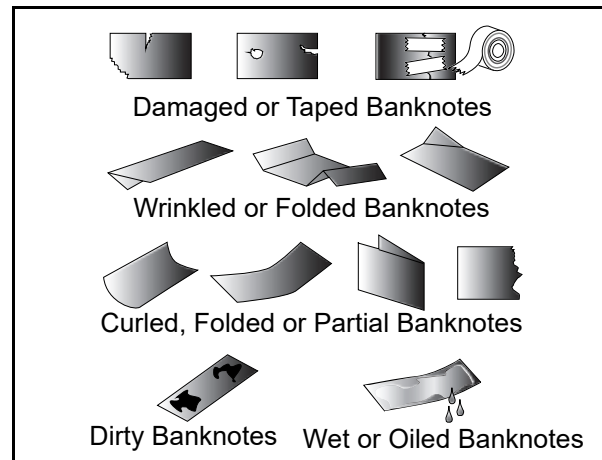 Damaged or Taped Banknotes
Wrinkled or Folded Banknotes
Curled, Folded or Partial Banknotes
Dirty Banknotes
Wet or Oiled Banknotes